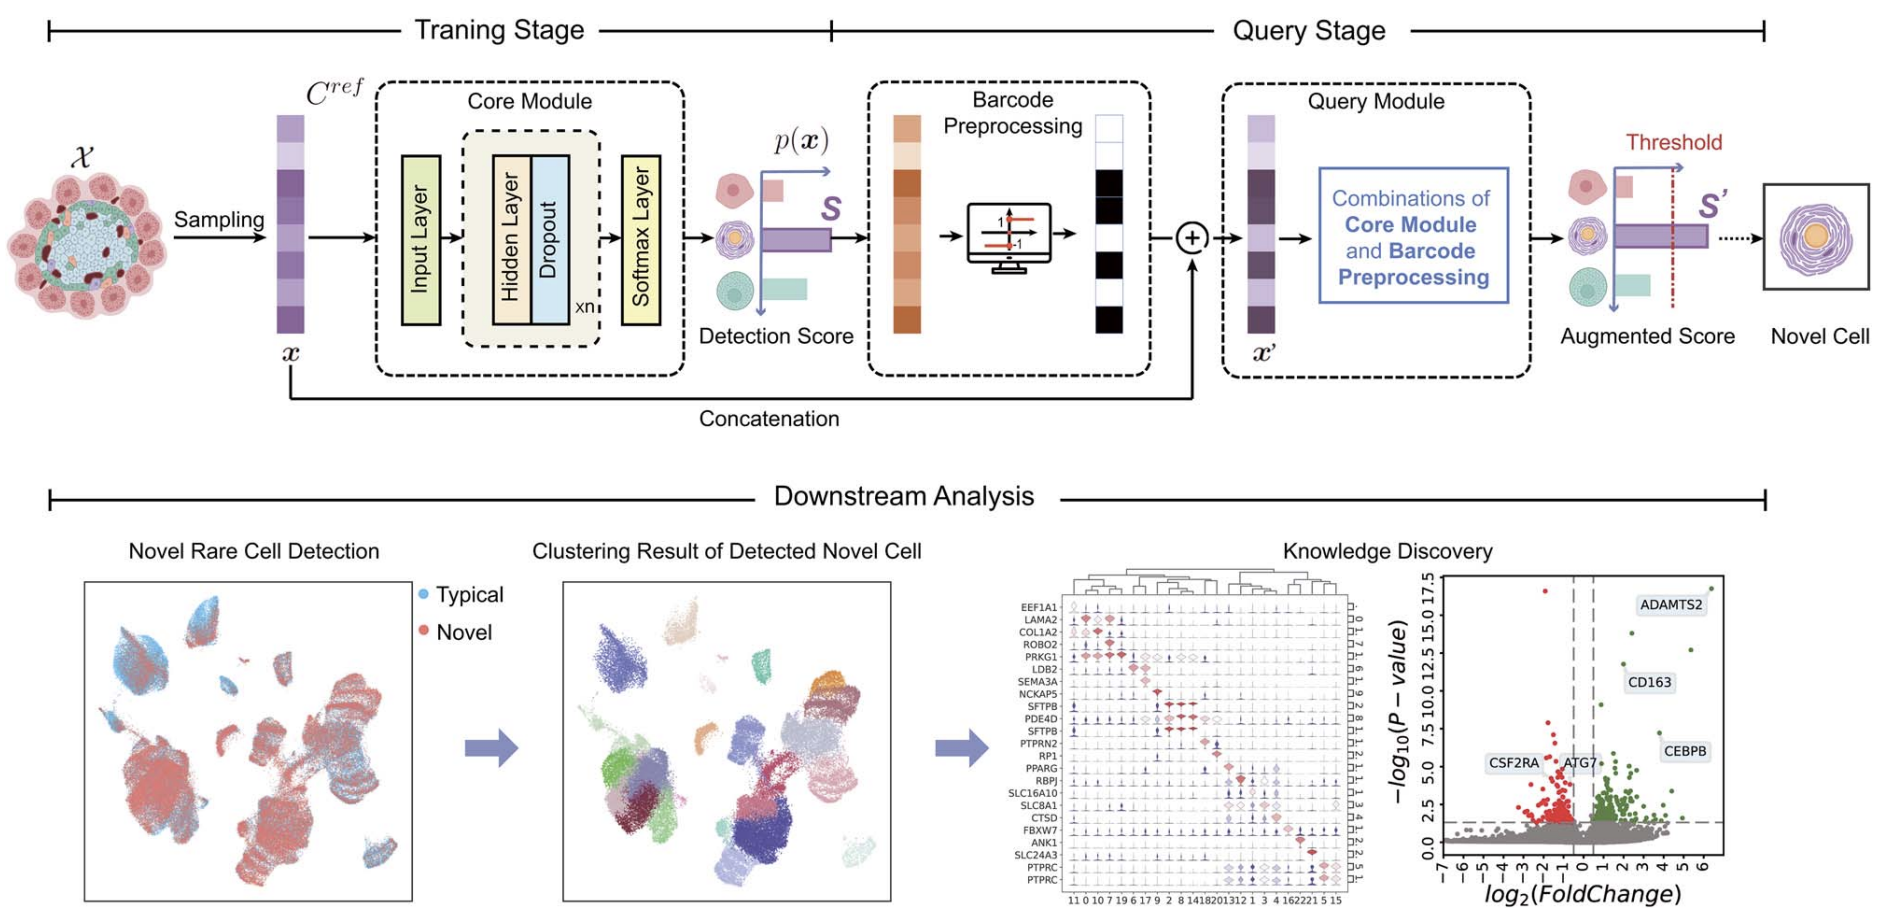 Traning Stage
Query Stage
𝒳
Sampling
C^ref
x
Core Module
Input Layer
Hidden Layer
Dropout
xn
Softmax Layer
p(x)
S
Detection Score
Barcode
Preprocessing
1
-1
Concatenation
Query Module
x’
Combinations of
Core Module
and Barcode
Preprocessing
Threshold
S’
Augmented Score
Novel Cell
Downstream Analysis
Novel Rare Cell Detection
Typical
Novel
Clustering Result of Detected Novel Cell
Knowledge Discovery
EEF1A1
LAMA2
COL1A2
ROBO2
PRKG1
LDB2
SEMA3A
NCKAP5
SFTPB
PDE4D
SFTPB
PTPRN2
RP1
PPARG
RBPJ
SLC16A10
SLC8A1
CTSD
FBXW7
ANK1
SLC24A3
PTPRC
PTPRC
11 0 10 7 19 6 17 9 2 8 14 18 20 13 12 1 3 4 16 22 21 5 15
−log10(P − value)
17.5
15.0
12.5
10.0
7.5
5.0
2.5
0.0
ADAMTS2
CD163
CEBPB
CSF2RA
ATG7
−7 −6 −5 −4 −3 −2 −1 0 1 2 3 4 5 6
log2(FoldChange)